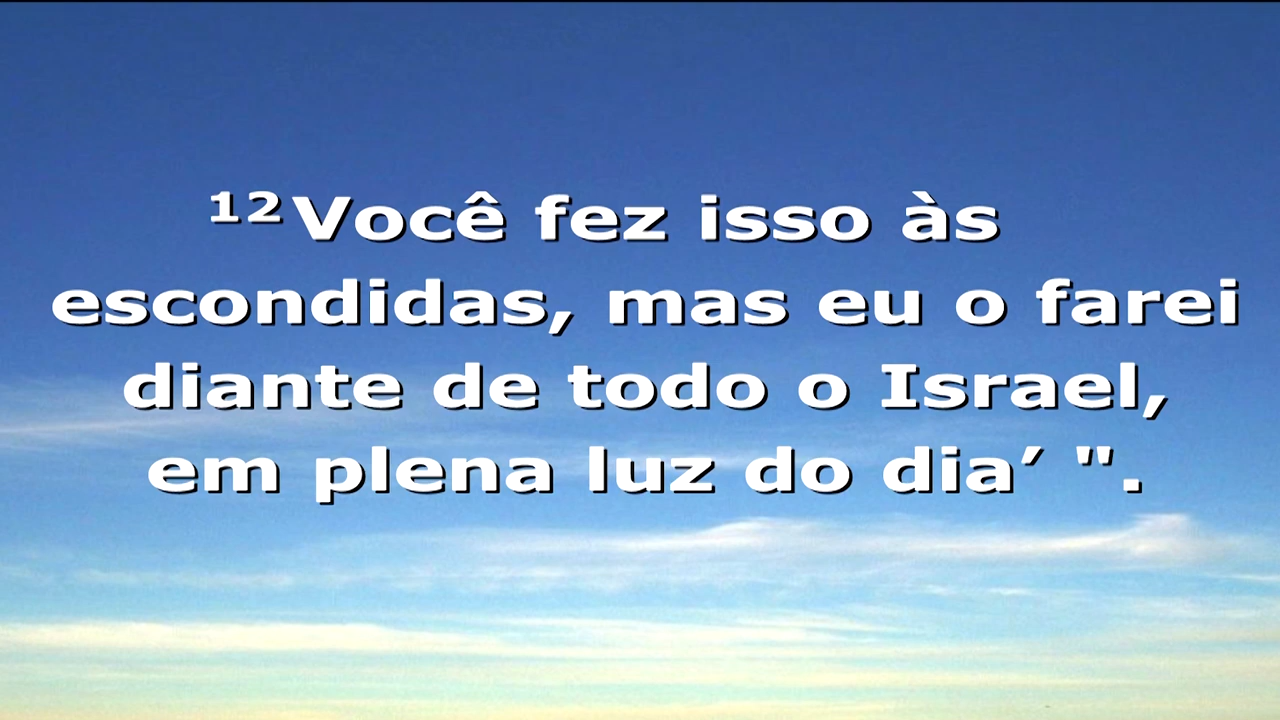 ¹²Você fez isso às
escondidas, mas eu o farei
diante de todo o Israel,
em plena luz do dia’ ".